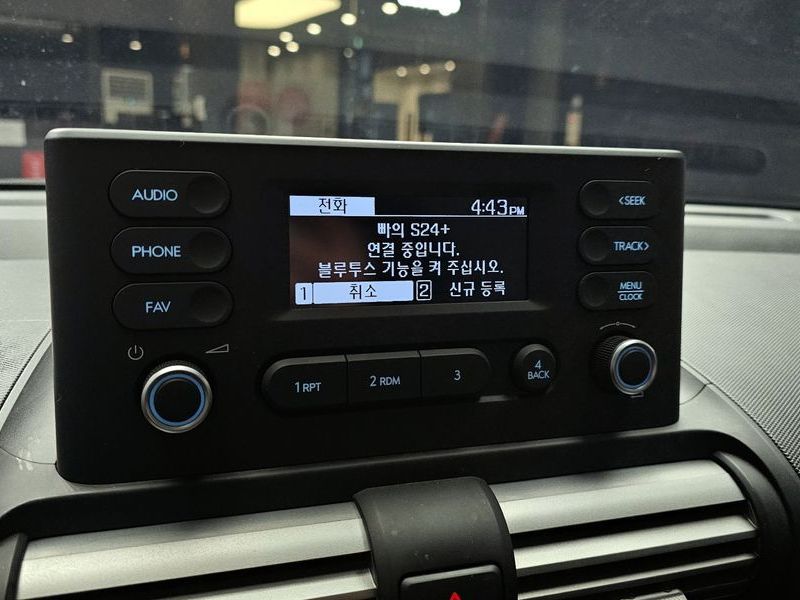 AUDIO
PHONE
FAV
전화 4:43PM
빠의 S24+
연결 중입니다.
블루투스 기능을 켜 주십시오.
1 취소 2 신규 등록
<SEEK
TRACK>
MENU
CLOCK
1 RPT
2 RDM
3
4
BACK